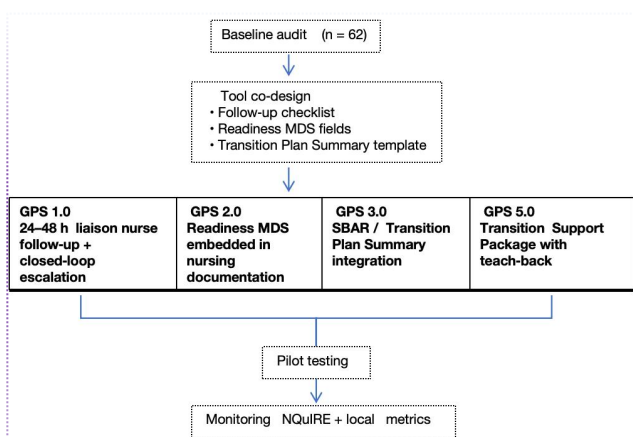 Baseline audit (n = 62)
Tool co-design
• Follow-up checklist
• Readiness MDS fields
• Transition Plan Summary template
GPS 1.0
24–48 h liaison nurse
follow-up +
closed-loop
escalation
GPS 2.0
Readiness MDS
embedded in
nursing
documentation
GPS 3.0
SBAR / Transition
Plan Summary
integration
GPS 5.0
Transition Support
Package with
teach-back
Pilot testing
Monitoring NQuIRE + local metrics